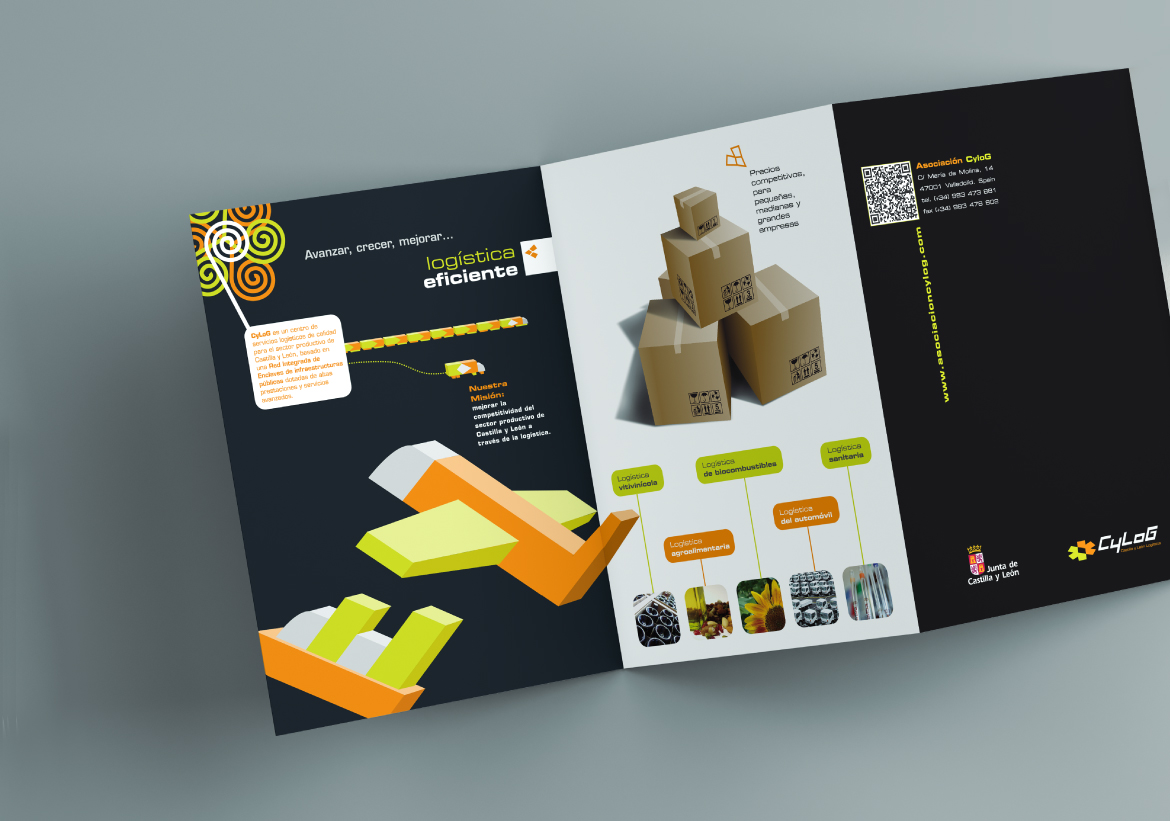 Avanzar, crecer, mejorar...
logística
eficiente
CyLoG es un centro de
servicios logísticos de calidad
para el sector productivo de
Castilla y León, basado en
una Red Integrada de
Enclaves de infraestructuras
públicas dotadas de altas
prestaciones y servicios
avanzados.
Nuestra
Misión:
mejorar la
competitividad del
sector productivo de
Castilla y León a
través de la logística.
Precios
competitivos,
para
pequeñas,
medianas y
grandes
empresas
Logística
vitivinícola
Logística
de biocombustibles
Logística
sanitaria
Logística
agroalimentaria
Logística
del automóvil
Asociación CyloG
C/ María de Molina, 14
47001 Valladolid. Spain
tel. (+34) 983 473 881
fax (+34) 983 476 802
www.asociacioncylog.com
Junta de
Castilla y León
CyLoG
Castilla y León Logística